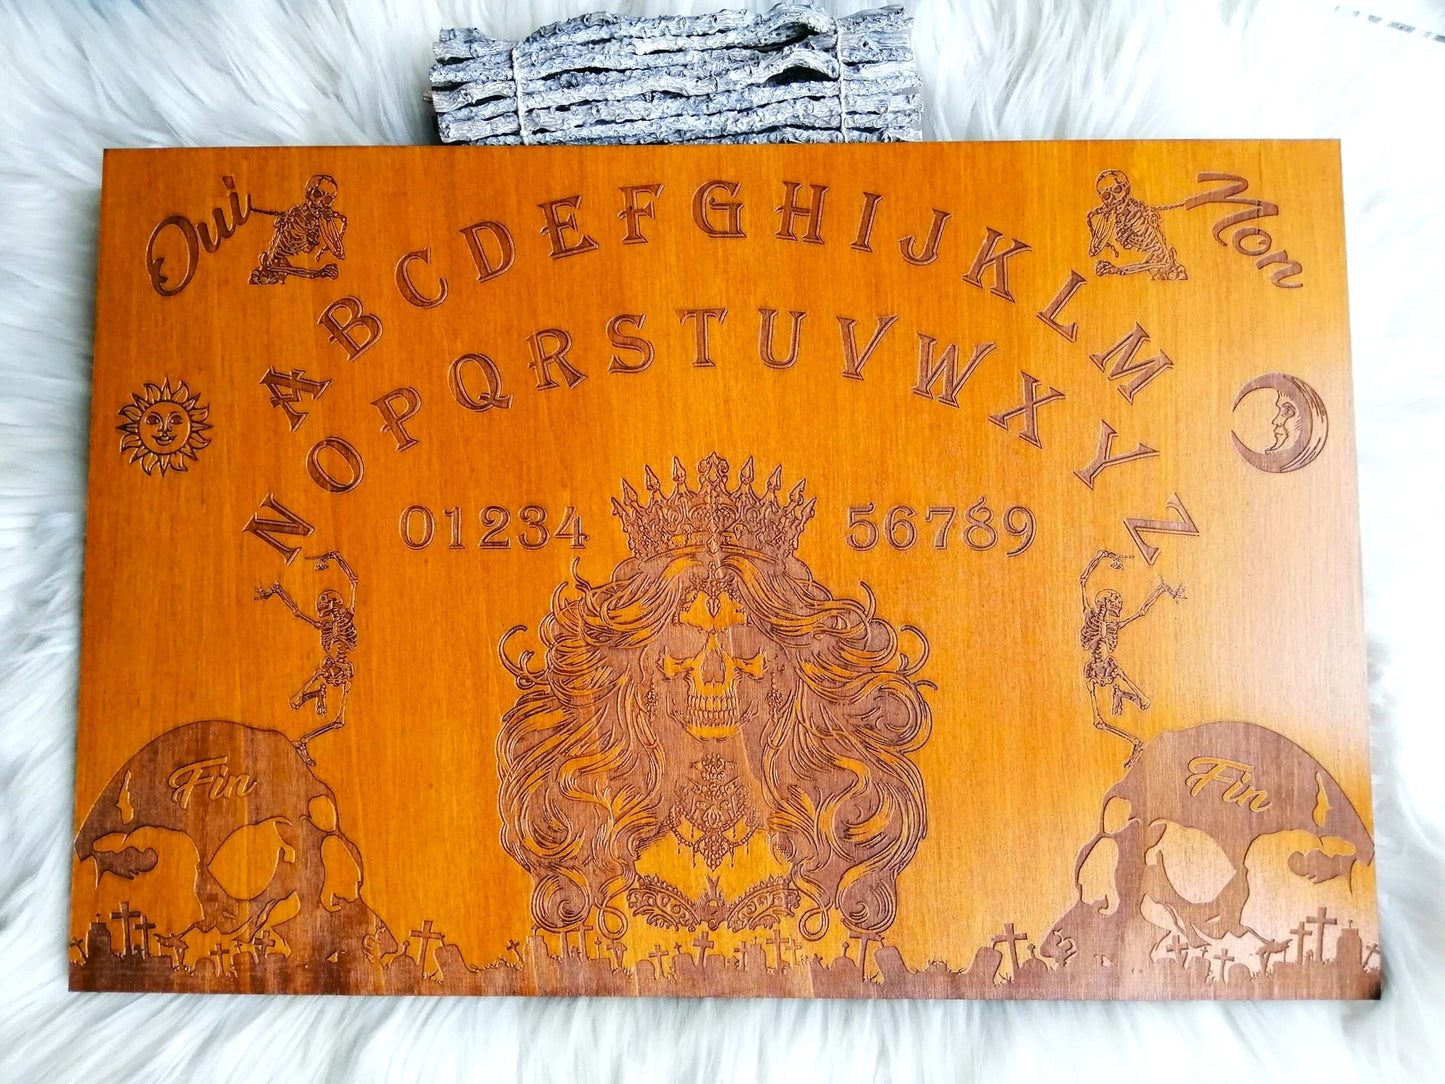 Oui
Non
ABCDEFGHIJKLM
NOPQRSTUVWXYZ
01234 56789
Fin
Fin